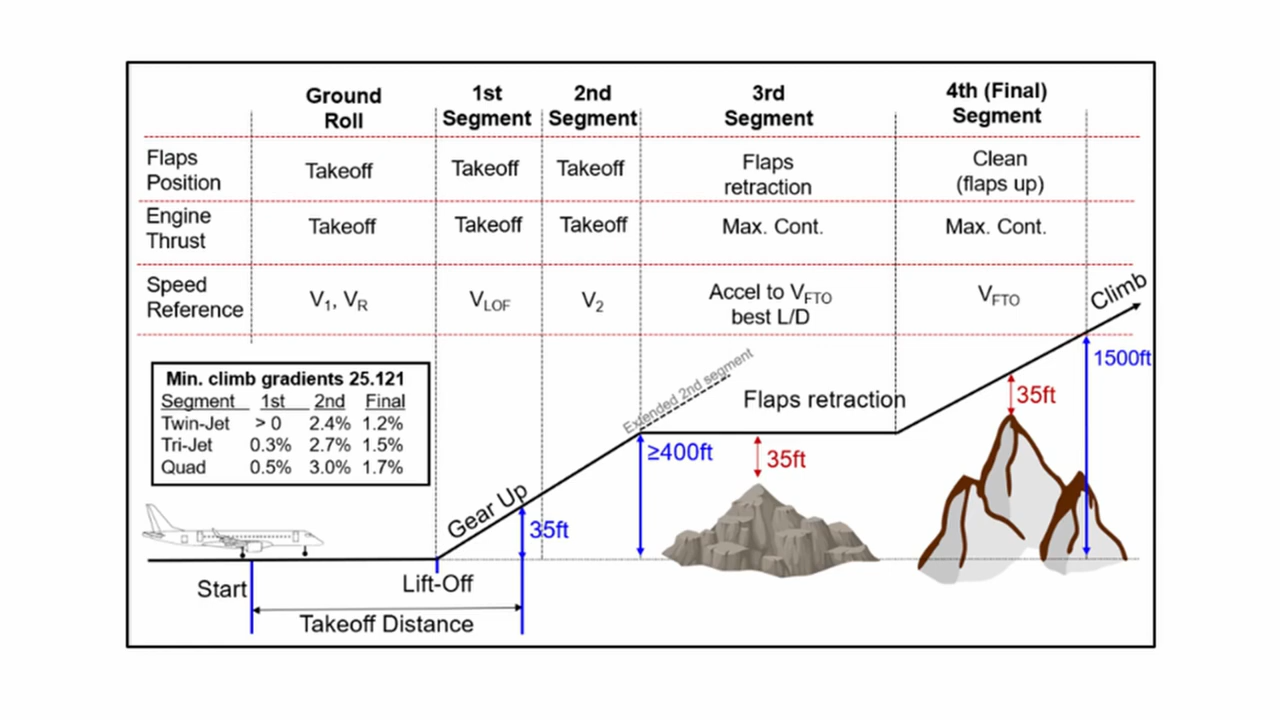 Ground Roll
1st Segment
2nd Segment
3rd Segment
4th (Final) Segment
Flaps Position
Takeoff
Takeoff
Takeoff
Flaps retraction
Clean (flaps up)
Engine Thrust
Takeoff
Takeoff
Takeoff
Max. Cont.
Max. Cont.
Speed Reference
V1, VR
VLOF
V2
Accel to VFTO
best L/D
VFTO
Climb
Min. climb gradients 25.121
Segment 1st 2nd Final
Twin-Jet > 0 2.4% 1.2%
Tri-Jet 0.3% 2.7% 1.5%
Quad 0.5% 3.0% 1.7%
Extended 2nd segment
Flaps retraction
1500ft
35ft
≥400ft
35ft
Gear Up
35ft
Start
Lift-Off
Takeoff Distance